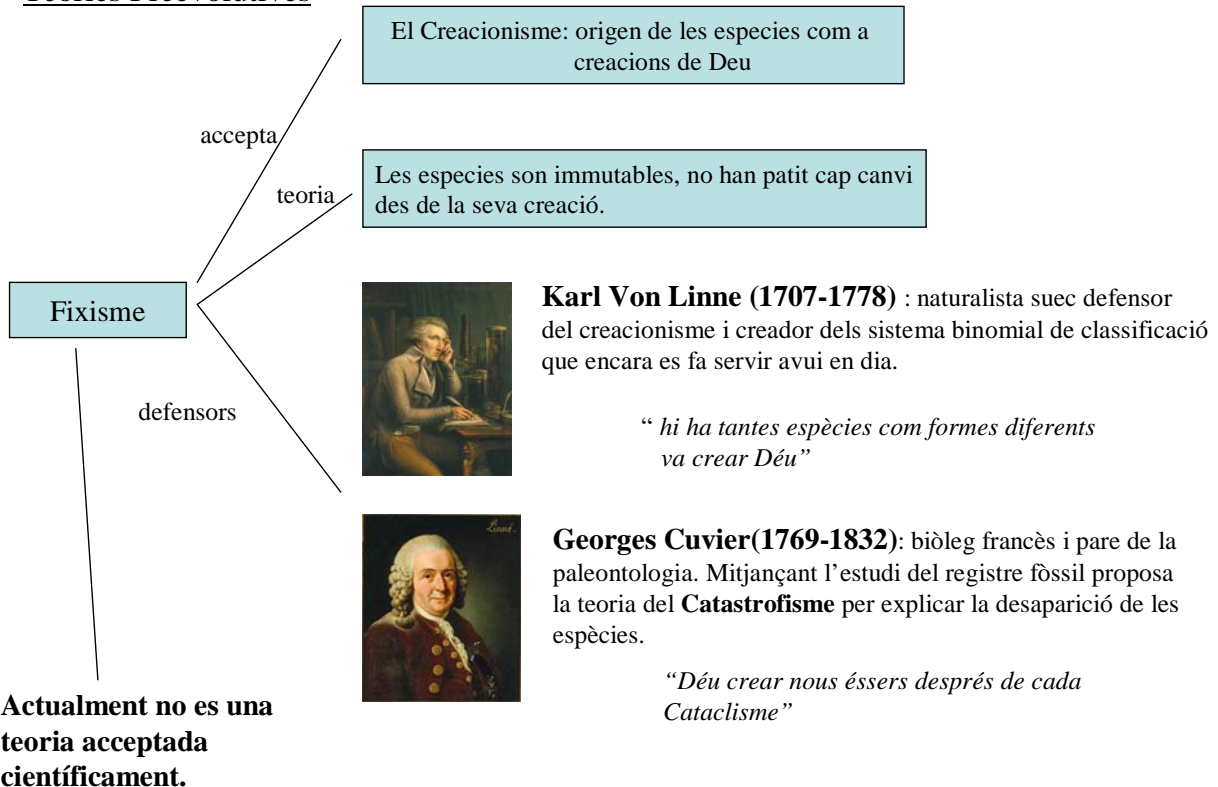 Teories Preevolutives
El Creacionisme: origen de les especies com a
creacions de Deu
accepta
teoria
Les especies son immutables, no han patit cap canvi
des de la seva creació.
Fixisme
defensors
Karl Von Linne (1707-1778) : naturalista suec defensor
del creacionisme i creador dels sistema binomial de classificació
que encara es fa servir avui en dia.
“ hi ha tantes espècies com formes diferents
va crear Déu”
Linné.
Georges Cuvier(1769-1832): biòleg francès i pare de la
paleontologia. Mitjançant l’estudi del registre fòssil proposa
la teoria del Catastrofisme per explicar la desaparició de les
espècies.
“Déu crear nous éssers després de cada
Cataclisme”
Actualment no es una
teoria acceptada
científicament.